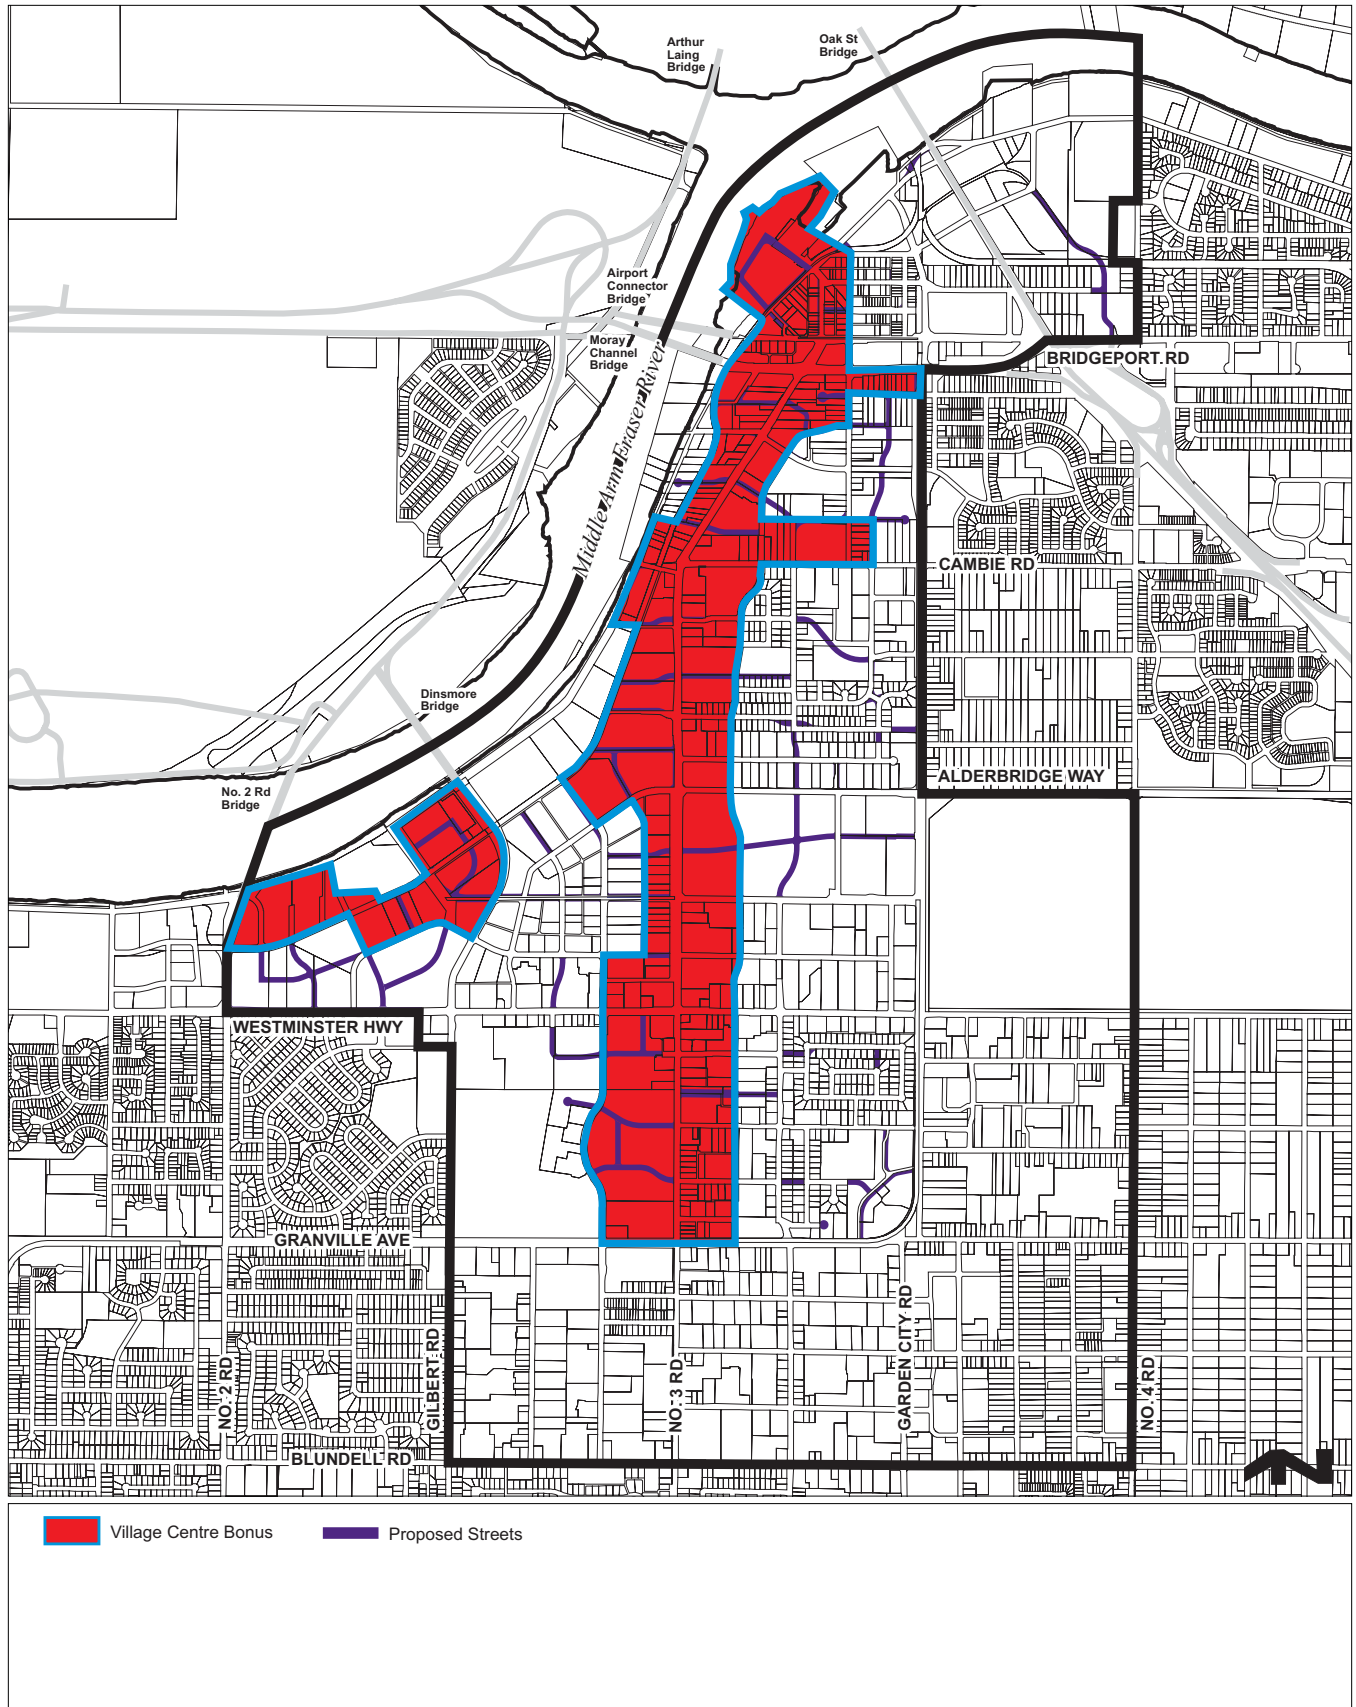 Arthur
Laing
Bridge
Oak St
Bridge
Airport
Connector
Bridge
Moray
Channel
Bridge
Middle Arm Fraser River
BRIDGEPORT RD
CAMBIE RD
Dinsmore
Bridge
ALDERBRIDGE WAY
No. 2 Rd
Bridge
WESTMINSTER HWY
GRANVILLE AVE
NO. 2 RD
GILBERT RD
NO. 3 RD
GARDEN CITY RD
NO. 4 RD
BLUNDELL RD
Village Centre Bonus
Proposed Streets